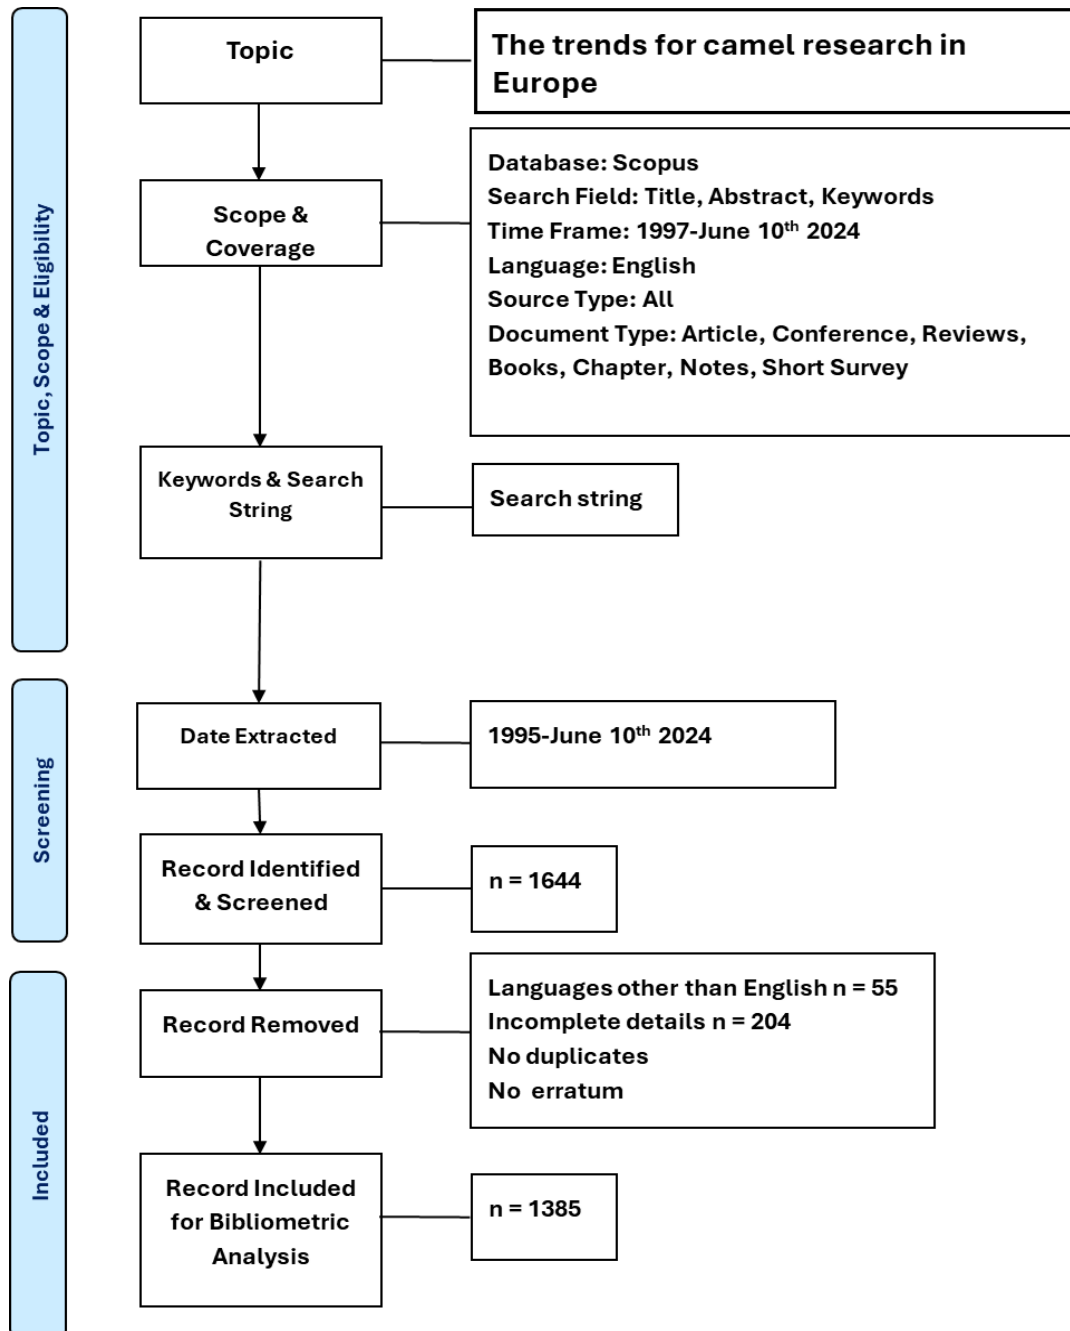 Topic
The trends for camel research in
Europe
Topic, Scope & Eligibility
Scope &
Coverage
Database: Scopus
Search Field: Title, Abstract, Keywords
Time Frame: 1997-June 10th 2024
Language: English
Source Type: All
Document Type: Article, Conference, Reviews,
Books, Chapter, Notes, Short Survey
Keywords & Search
String
Search string
Screening
Date Extracted
1995-June 10th 2024
Record Identified
& Screened
n = 1644
Included
Record Removed
Languages other than English n = 55
Incomplete details n = 204
No duplicates
No erratum
Record Included
for Bibliometric
Analysis
n = 1385